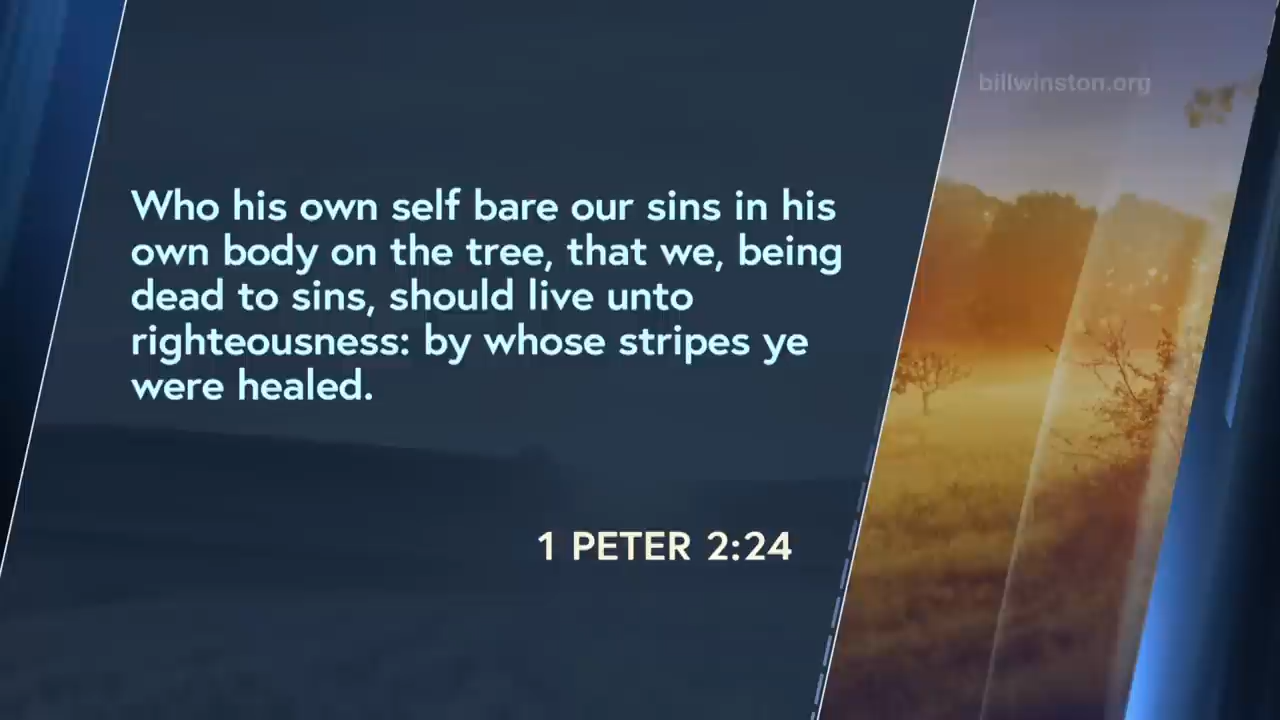 billwinston.org
Who his own self bare our sins in his
own body on the tree, that we, being
dead to sins, should live unto
righteousness: by whose stripes ye
were healed.
1 PETER 2:24